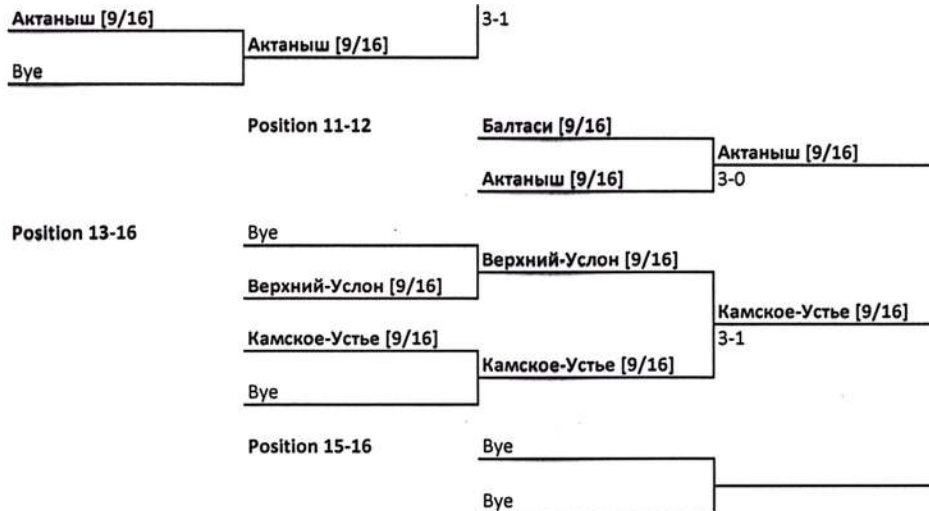 Актаныш [9/16]
3-1
Актаныш [9/16]
Bye
Position 11-12
Балтаси [9/16]
Актаныш [9/16]
Актаныш [9/16]
3-0
Position 13-16
Bye
Верхний-Услон [9/16]
Верхний-Услон [9/16]
Камское-Устье [9/16]
Камское-Устье [9/16]
3-1
Камское-Устье [9/16]
Bye
Position 15-16
Bye
Bye